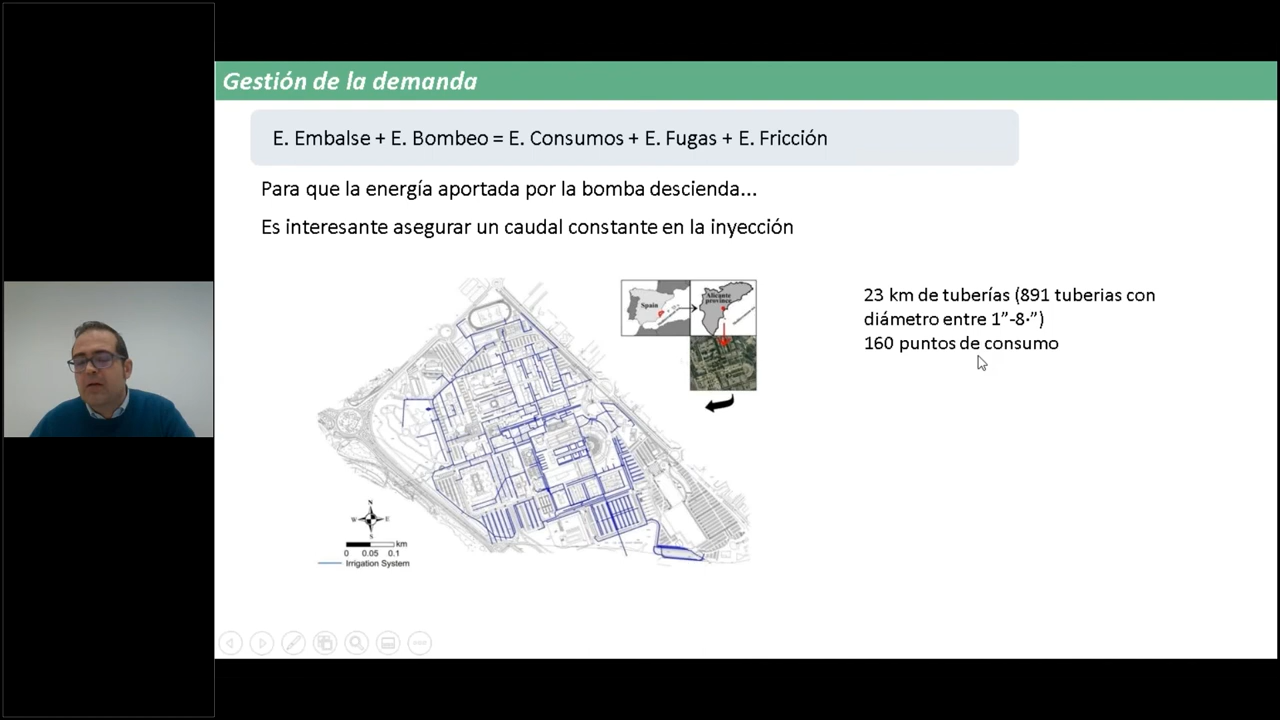 Gestión de la demanda
E. Embalse + E. Bombeo = E. Consumos + E. Fugas + E. Fricción
Para que la energía aportada por la bomba descienda...
Es interesante asegurar un caudal constante en la inyección
Spain
Alicante
province
23 km de tuberías (891 tuberias con
diámetro entre 1”-8·”)
160 puntos de consumo
N
W E
S
km
0 0.05 0.1
Irrigation System